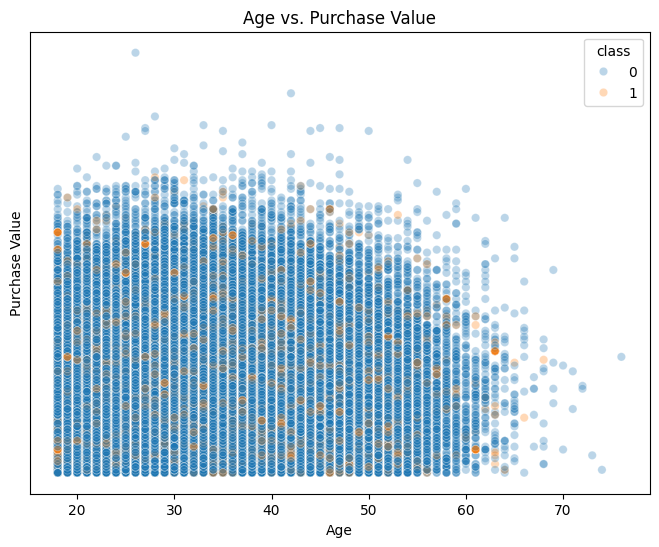 Age vs. Purchase Value
class
0
1
Purchase Value
20 30 40 50 60 70
Age